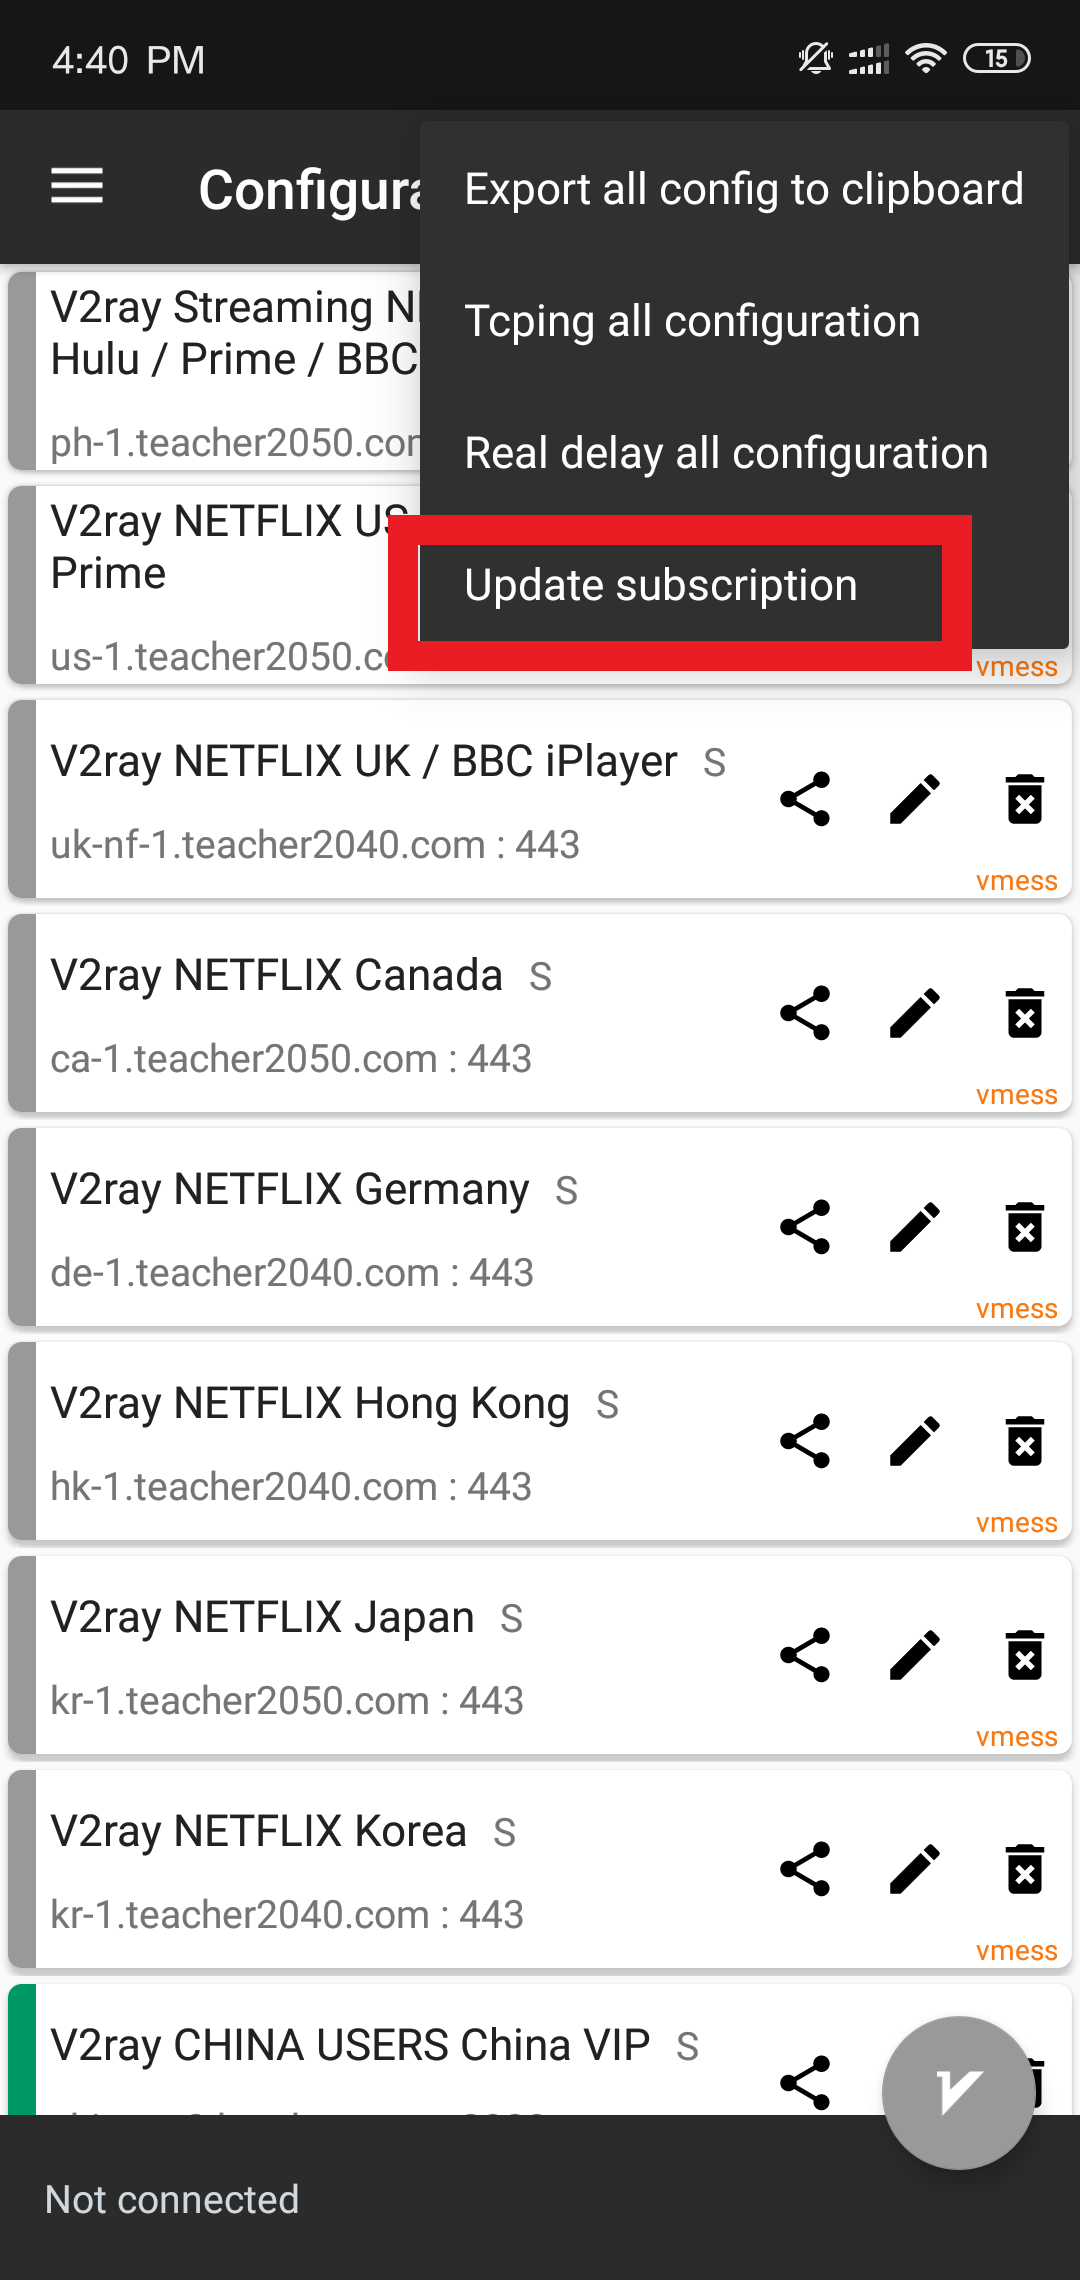 4:40 PM
15
Configura
Export all config to clipboard
Tcping all configuration
Real delay all configuration
Update subscription
V2ray Streaming
Hulu / Prime / BBC
ph-1.teacher2050.com
V2ray NETFLIX US
Prime
us-1.teacher2050.c
vmess
V2ray NETFLIX UK / BBC iPlayer S
uk-nf-1.teacher2040.com : 443
vmess
V2ray NETFLIX Canada S
ca-1.teacher2050.com : 443
vmess
V2ray NETFLIX Germany S
de-1.teacher2040.com : 443
vmess
V2ray NETFLIX Hong Kong S
hk-1.teacher2040.com : 443
vmess
V2ray NETFLIX Japan S
kr-1.teacher2050.com : 443
vmess
V2ray NETFLIX Korea S
kr-1.teacher2040.com : 443
vmess
V2ray CHINA USERS China VIP S
Not connected